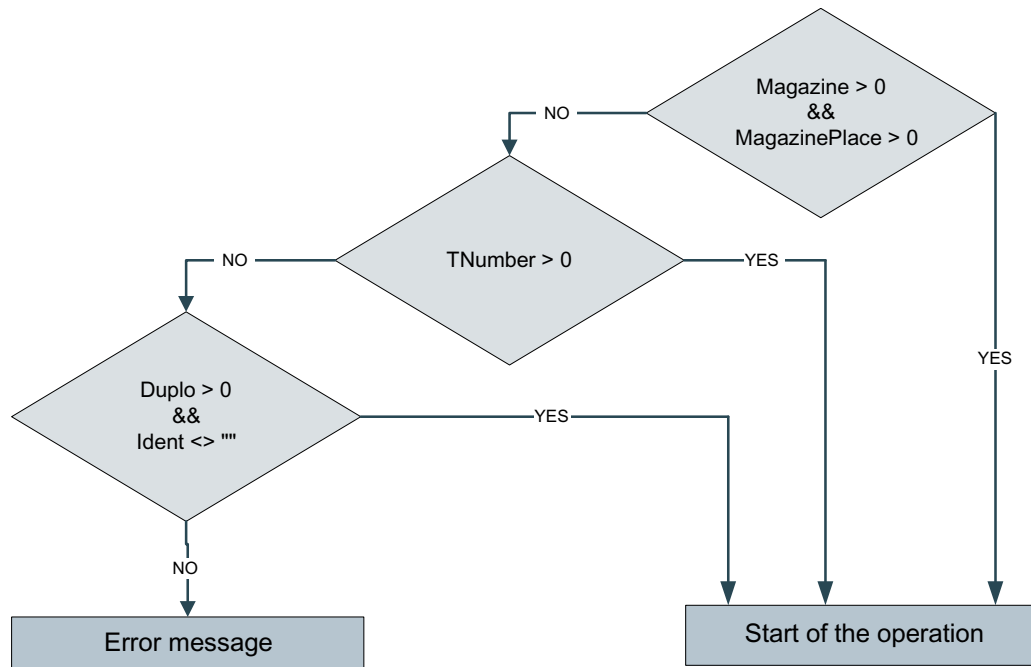 Magazine > 0
&&
MagazinePlace > 0
NO
TNumber > 0
NO
YES
YES
Duplo > 0
&&
Ident <> ""
YES
NO
Error message
Start of the operation